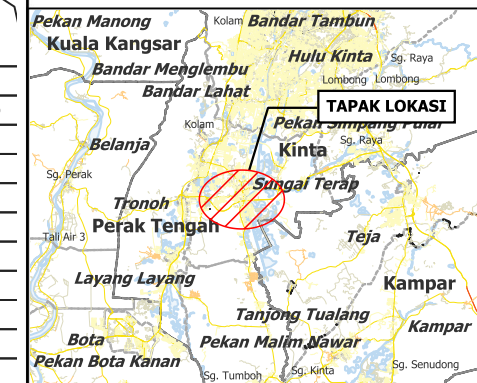 Pekan Manong
Kolam
Bandar Tambun
Kuala Kangsar
Hulu Kinta
Sg. Raya
Bandar Menglembu
Lombong
Lombong
Bandar Lahat
TAPAK LOKASI
Kolam
Pekan Simpang Pulai
Belanja
Kinta
Sg. Raya
Sg. Perak
Sungai Terap
Tronoh
Perak Tengah
Tali Air 3
Teja
Layang Layang
Kampar
Tanjong Tualang
Kampar
Bota
Pekan Malim Nawar
Pekan Bota Kanan
Sg. Senudong
Sg. Tumboh
Sg. Kinta